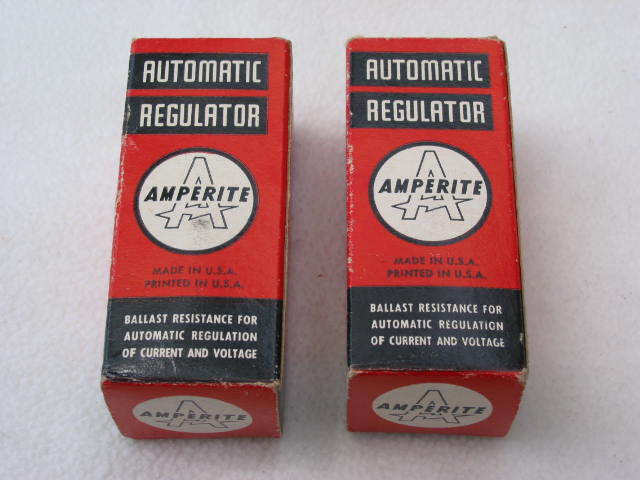 AUTOMATIC
REGULATOR
AMPERITE
MADE IN U.S.A.
PRINTED IN U.S.A.
BALLAST RESISTANCE FOR
AUTOMATIC REGULATION
OF CURRENT AND VOLTAGE
AMPERITE
AUTOMATIC
REGULATOR
AMPERITE
MADE IN U.S.A.
PRINTED IN U.S.A.
BALLAST RESISTANCE FOR
AUTOMATIC REGULATION
OF CURRENT AND VOLTAGE
AMPERITE